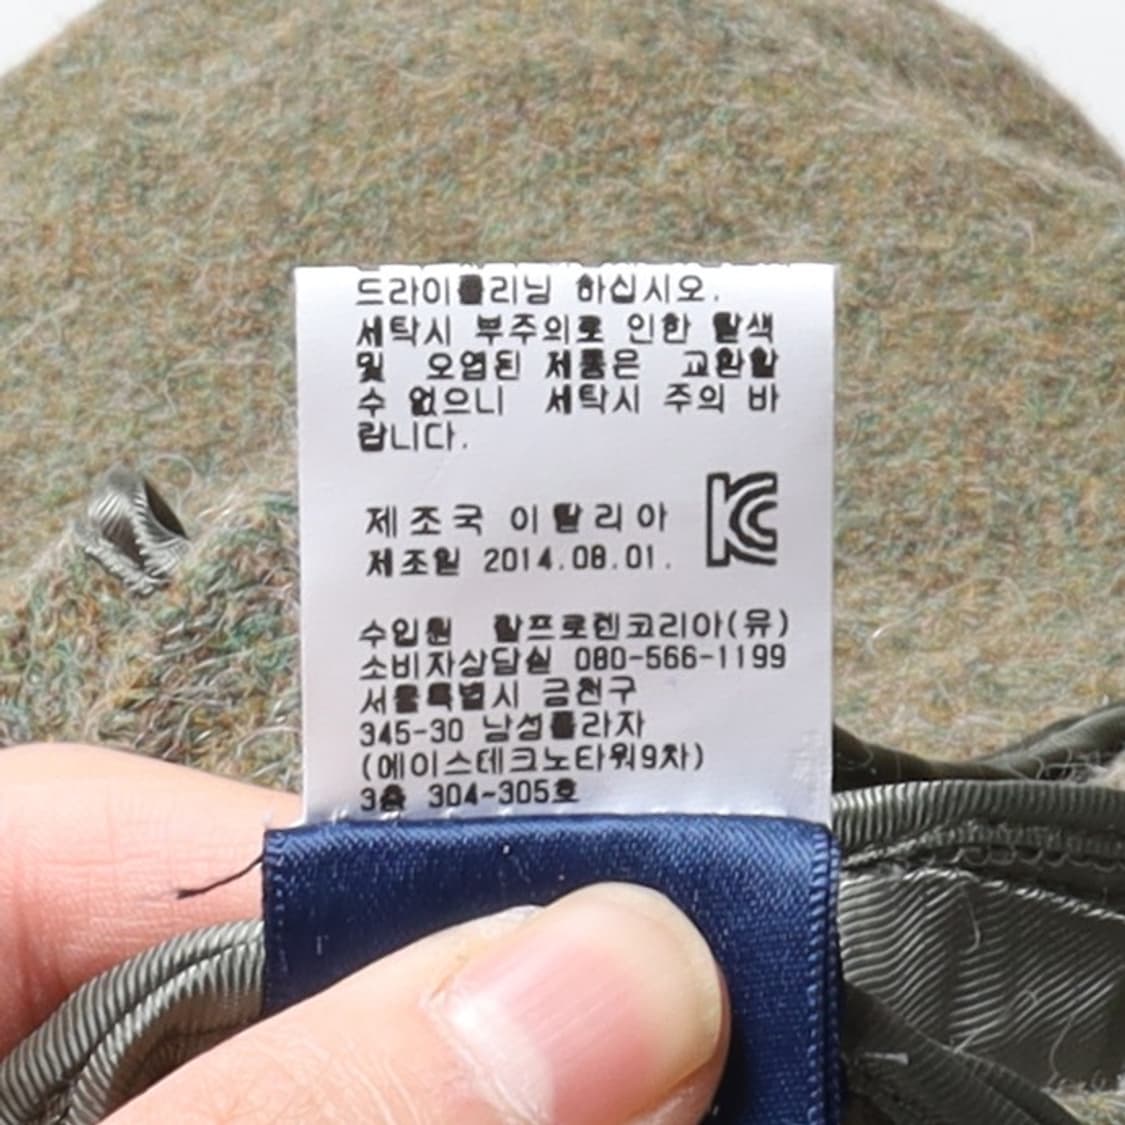 드라이클리닝 하십시오.
세탁시 부주의로 인한 탈색
및 오염된 제품은 교환할
수 없으니 세탁시 주의 바
랍니다.
제조국 이탈리아
KC
제조일 2014.08.01.
수입원 랄프로렌코리아(유)
소비자상담실 080-566-1199
서울특별시 금천구
345-30 남성플라자
(에이스테크노타워9차)
3층 304-305호